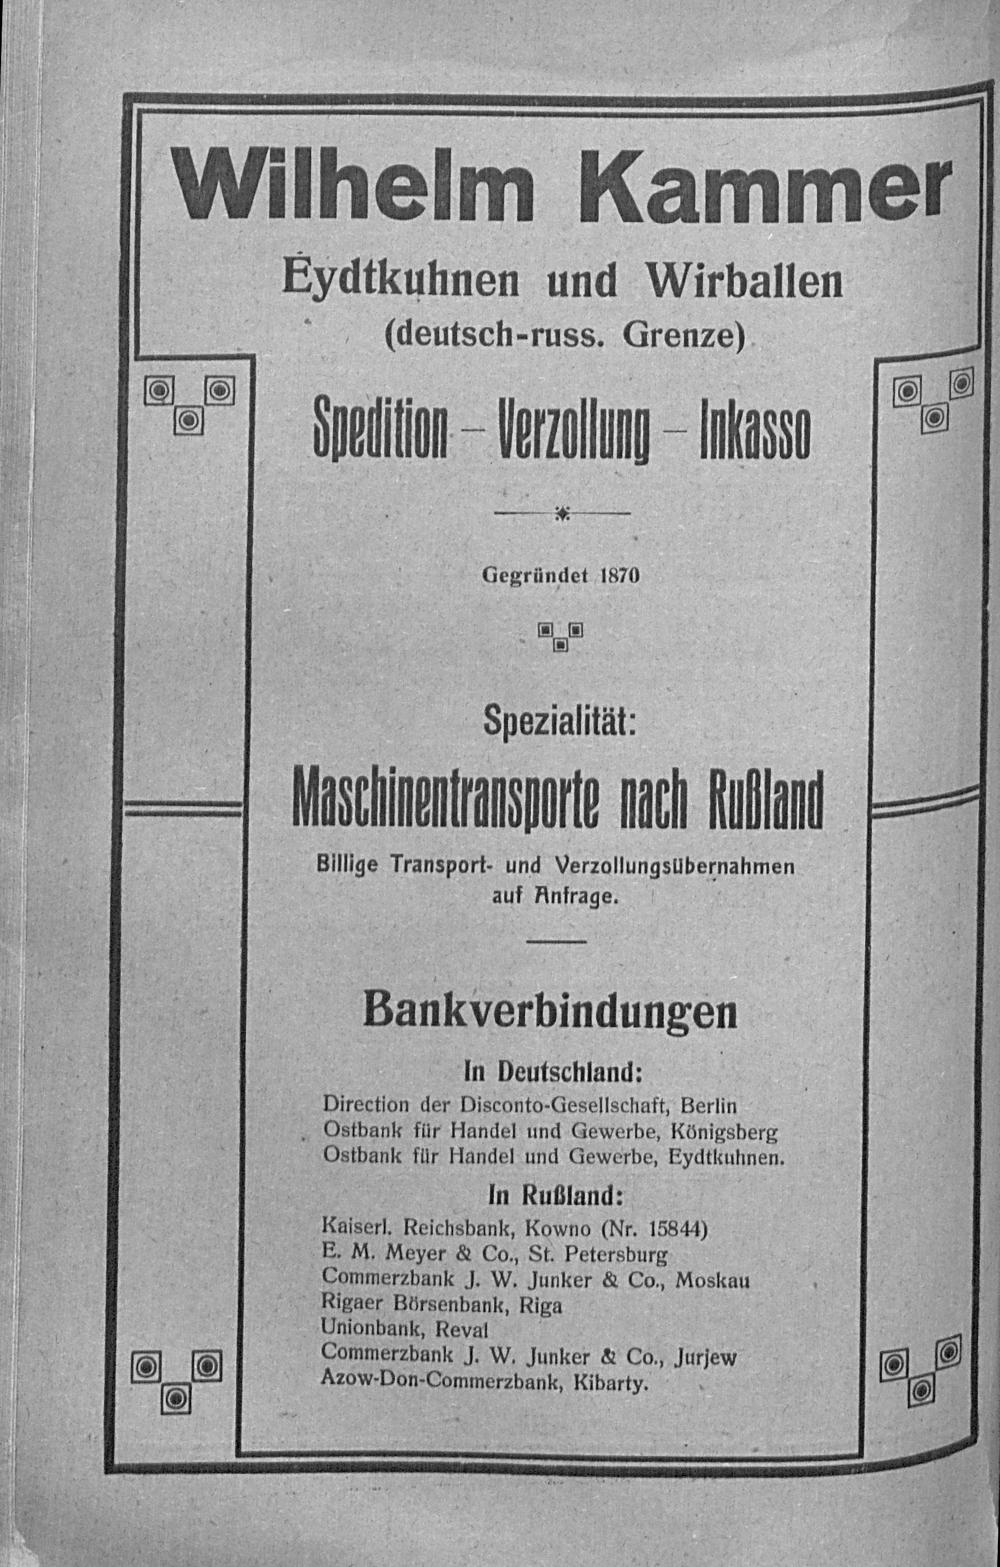 Wilhelm Kammer
Eydtkuhnen und Wirballen
(deutsch-russ. Grenze)
Spedition – Verzollung – Inkasso
Gegründet 1870
Spezialität:
Maschinentransporte nach Rußland
Billige Transport- und Verzollungsübernahmen
auf Anfrage.
Bankverbindungen
In Deutschland:
Direction der Disconto-Gesellschaft, Berlin
Ostbank für Handel und Gewerbe, Königsberg
Ostbank für Handel und Gewerbe, Eydtkuhnen.
In Rußland:
Kaiserl. Reichsbank, Kowno (Nr. 15844)
E. M. Meyer & Co., St. Petersburg
Commerzbank J. W. Junker & Co., Moskau
Rigaer Börsenbank, Riga
Unionbank, Reval
Commerzbank J. W. Junker & Co., Jurjew
Azow-Don-Commerzbank, Kibarty.